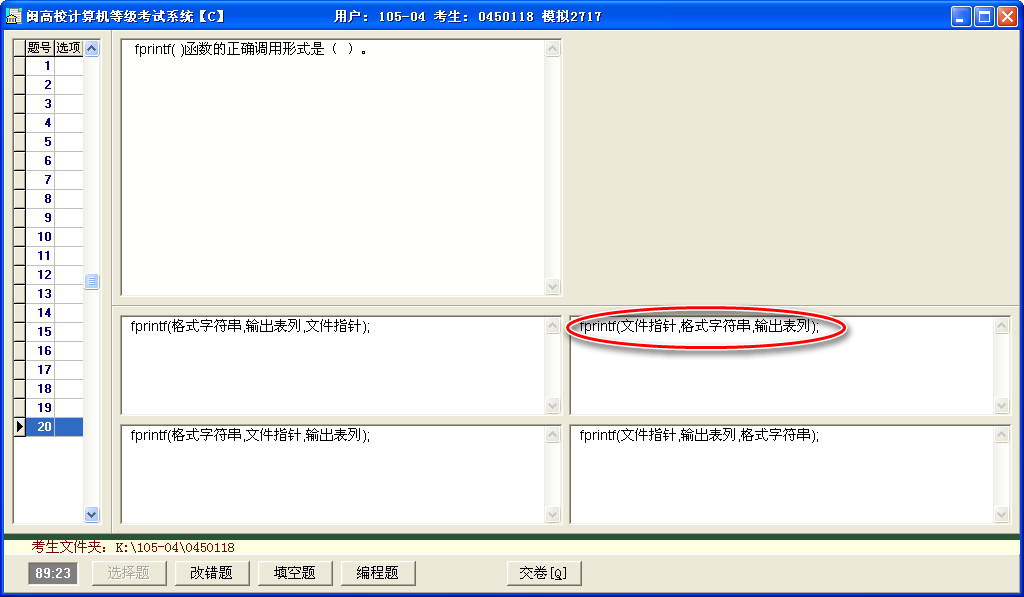 闽高校计算机等级考试系统【C】 用户: 105-04 考生: 0450118 模拟2717
题号 选项
1
2
3
4
5
6
7
8
9
10
11
12
13
14
15
16
17
18
19
20
fprintf( )函数的正确调用形式是（ ）。
fprintf(格式字符串,输出表列,文件指针);
fprintf(文件指针,格式字符串,输出表列);
fprintf(格式字符串,文件指针,输出表列);
fprintf(文件指针,输出表列,格式字符串);
考生文件夹: K:\105-04\0450118
89:23 选择题 改错题 填空题 编程题 交卷[Q]